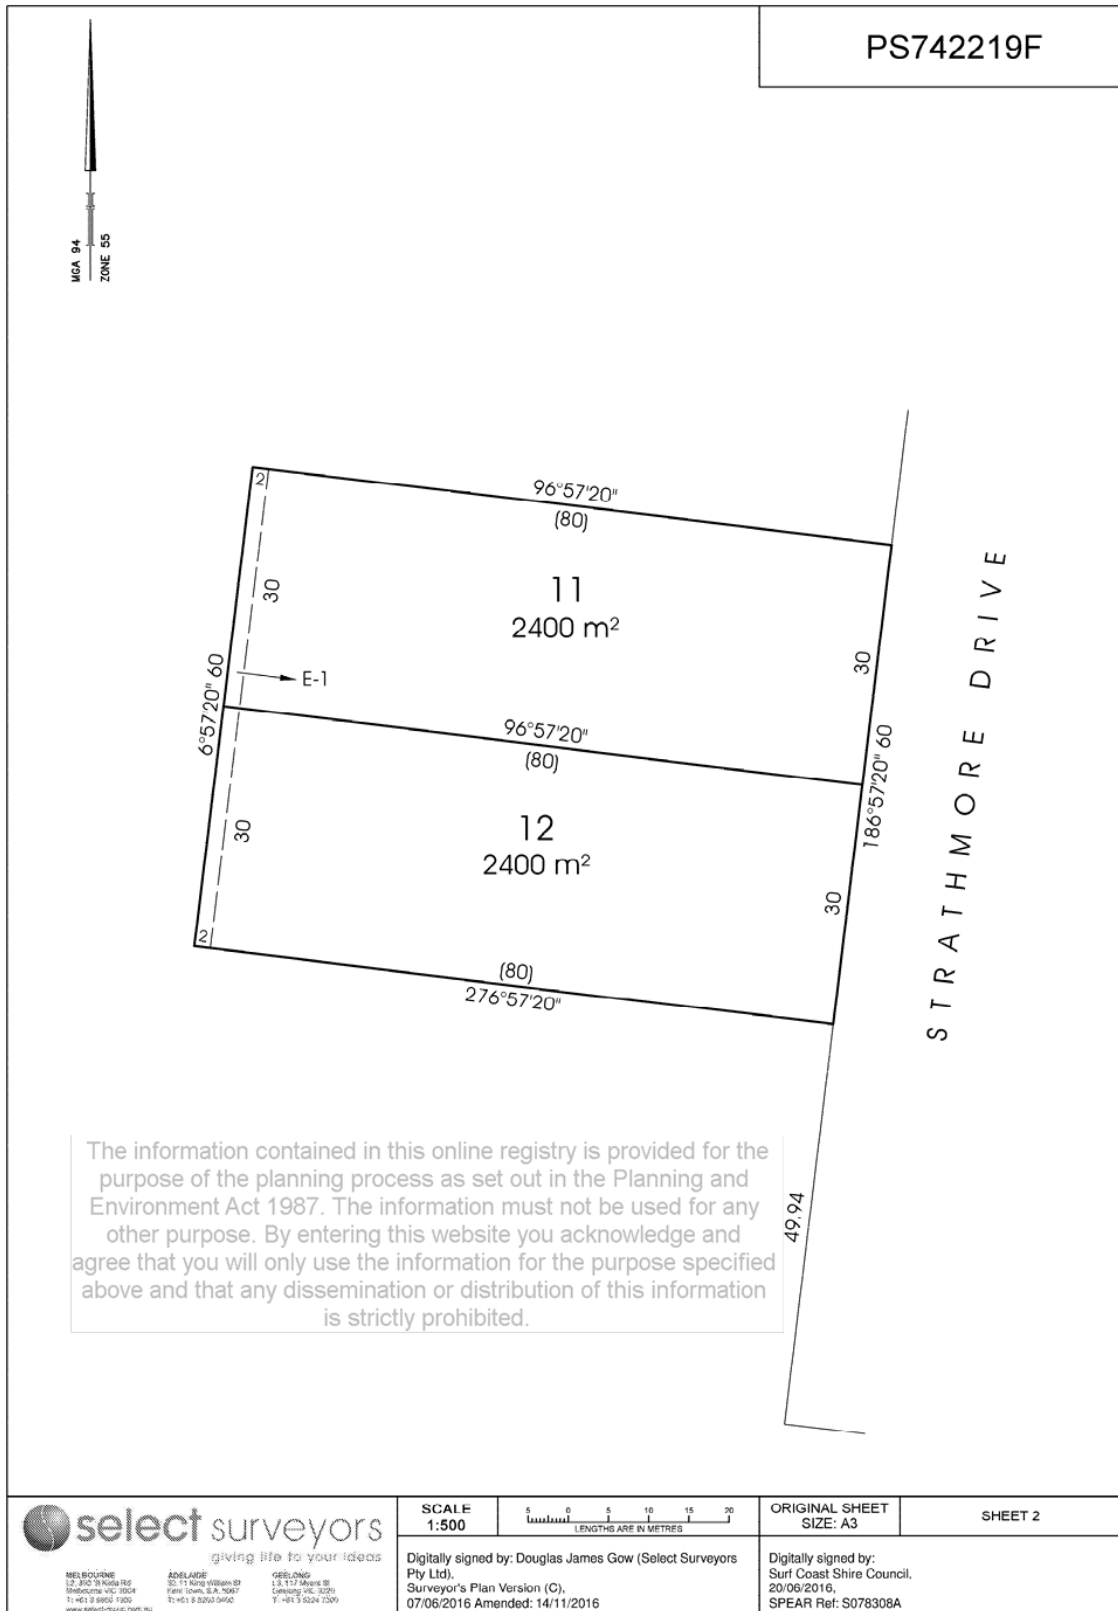 PS742219F
MGA 94
ZONE 55
96°57'20"
(80)
2
30
11
2400 m²
30
E-1
6°57'20" 60
96°57'20"
(80)
186°57'20" 60
30
12
2400 m²
30
2
(80)
276°57'20"
STRATHMORE DRIVE
49.94
The information contained in this online registry is provided for the
purpose of the planning process as set out in the Planning and
Environment Act 1987. The information must not be used for any
other purpose. By entering this website you acknowledge and
agree that you will only use the information for the purpose specified
above and that any dissemination or distribution of this information
is strictly prohibited.
select surveyors
giving life to your ideas
MELBOURNE
ADELAIDE
GEELONG
SCALE
1:500
5 0 5 10 15 20
LENGTHS ARE IN METRES
ORIGINAL SHEET
SIZE: A3
SHEET 2
Digitally signed by: Douglas James Gow (Select Surveyors
Pty Ltd),
Surveyor's Plan Version (C),
07/06/2016 Amended: 14/11/2016
Digitally signed by:
Surf Coast Shire Council,
20/06/2016,
SPEAR Ref: S078308A